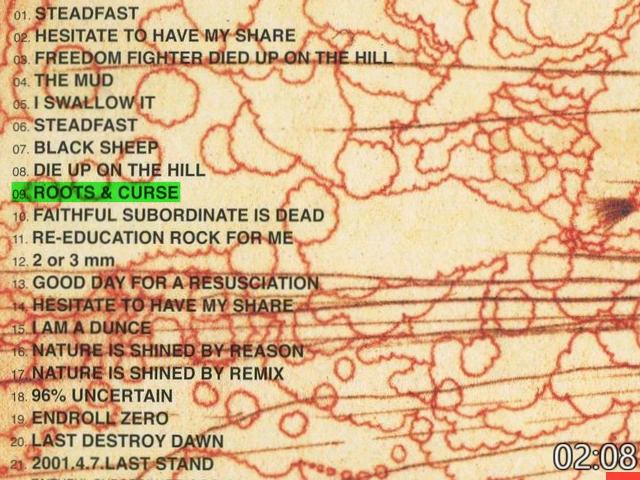 01. STEADFAST
02. HESITATE TO HAVE MY SHARE
03. FREEDOM FIGHTER DIED UP ON THE HILL
04. THE MUD
05. I SWALLOW IT
06. STEADFAST
07. BLACK SHEEP
08. DIE UP ON THE HILL
09. ROOTS & CURSE
10. FAITHFUL SUBORDINATE IS DEAD
11. RE-EDUCATION ROCK FOR ME
12. 2 or 3 mm
13. GOOD DAY FOR A RESUSCIATION
14. HESITATE TO HAVE MY SHARE
15. I AM A DUNCE
16. NATURE IS SHINED BY REASON
17. NATURE IS SHINED BY REMIX
18. 96% UNCERTAIN
19. ENDROLL ZERO
20. LAST DESTROY DAWN
21. 2001.4.7.LAST STAND
02:08